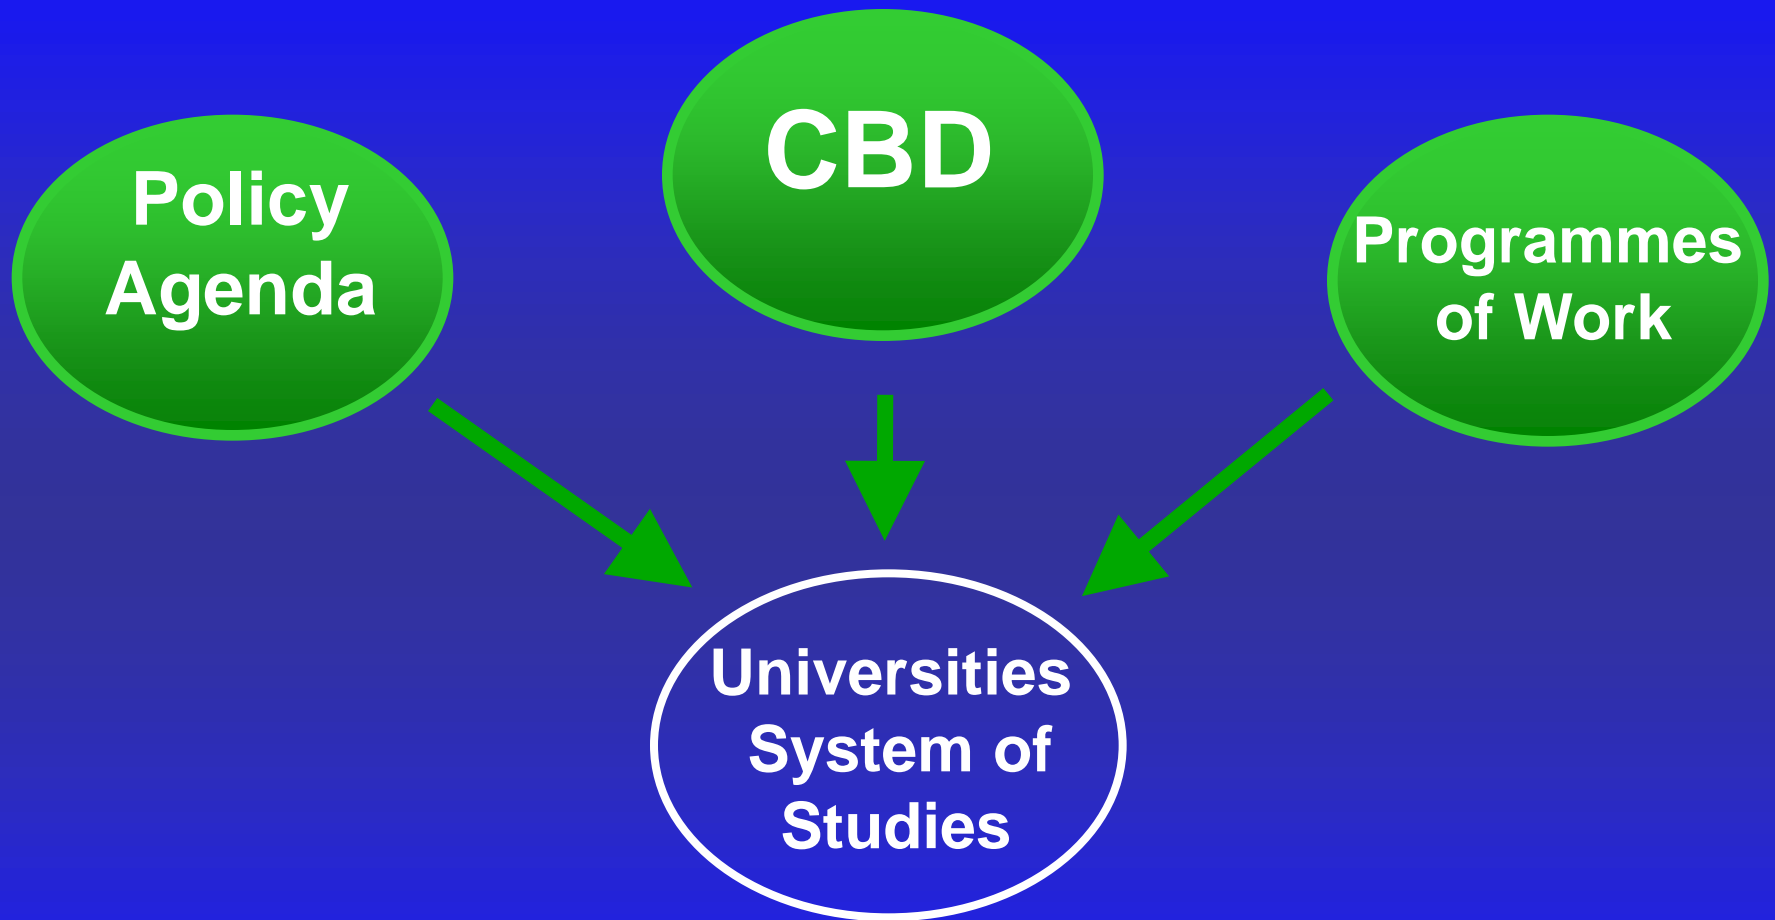 CBD
Policy
Agenda
Programmes
of Work
Universities
System of
Studies